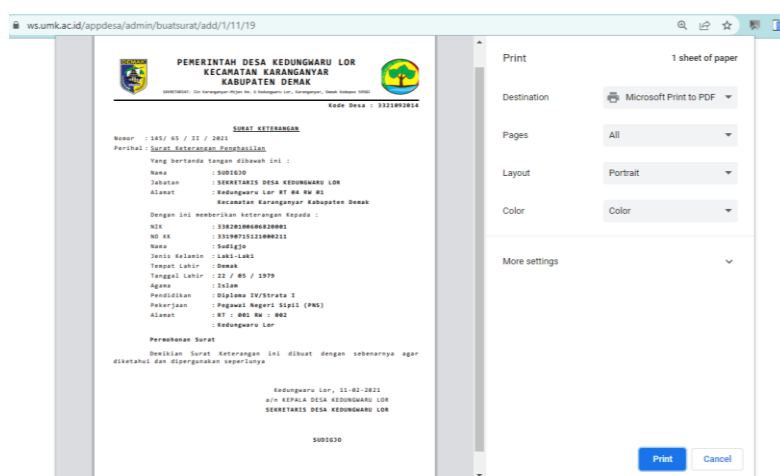 ws.umk.ac.id/appdesa/admin/buatsurat/add/1/11/19
PEMERINTAH DESA KEDUNGWARU LOR
KECAMATAN KARANGANYAR
KABUPATEN DEMAK
Kode Desa : 3321092014
SURAT KETERANGAN
Nomor : 145/ 65 / II / 2021
Perihal : Surat Keterangan Penghasilan
Yang bertanda tangan dibawah ini :
Nama : SUDIGJO
Jabatan : SEKRETARIS DESA KEDUNGWARU LOR
Alamat : Kedungwaru Lor RT 04 RW 01
Kecamatan Karanganyar Kabupaten Demak
Dengan ini memberikan keterangan Kepada :
NIK : 33820100606820001
NO KK : 33190715121000211
Nama : Sudigjo
Jenis Kelamin : Laki-Laki
Tempat Lahir : Demak
Tanggal Lahir : 22 / 05 / 1979
Agama : Islam
Pendidikan : Diploma IV/Strata I
Pekerjaan : Pegawai Negeri Sipil (PNS)
Alamat : RT : 001 RW : 002
: Kedungwaru Lor
Permohonan Surat
Demikian Surat Keterangan ini dibuat dengan sebenarnya agar
diketahui dan dipergunakan seperlunya
Kedungwaru Lor, 11-02-2021
a/n KEPALA DESA KEDUNGWARU LOR
SEKRETARIS DESA KEDUNGWARU LOR
SUDIGJO
Print 1 sheet of paper
Destination Microsoft Print to PDF
Pages All
Layout Portrait
Color Color
More settings
Print Cancel